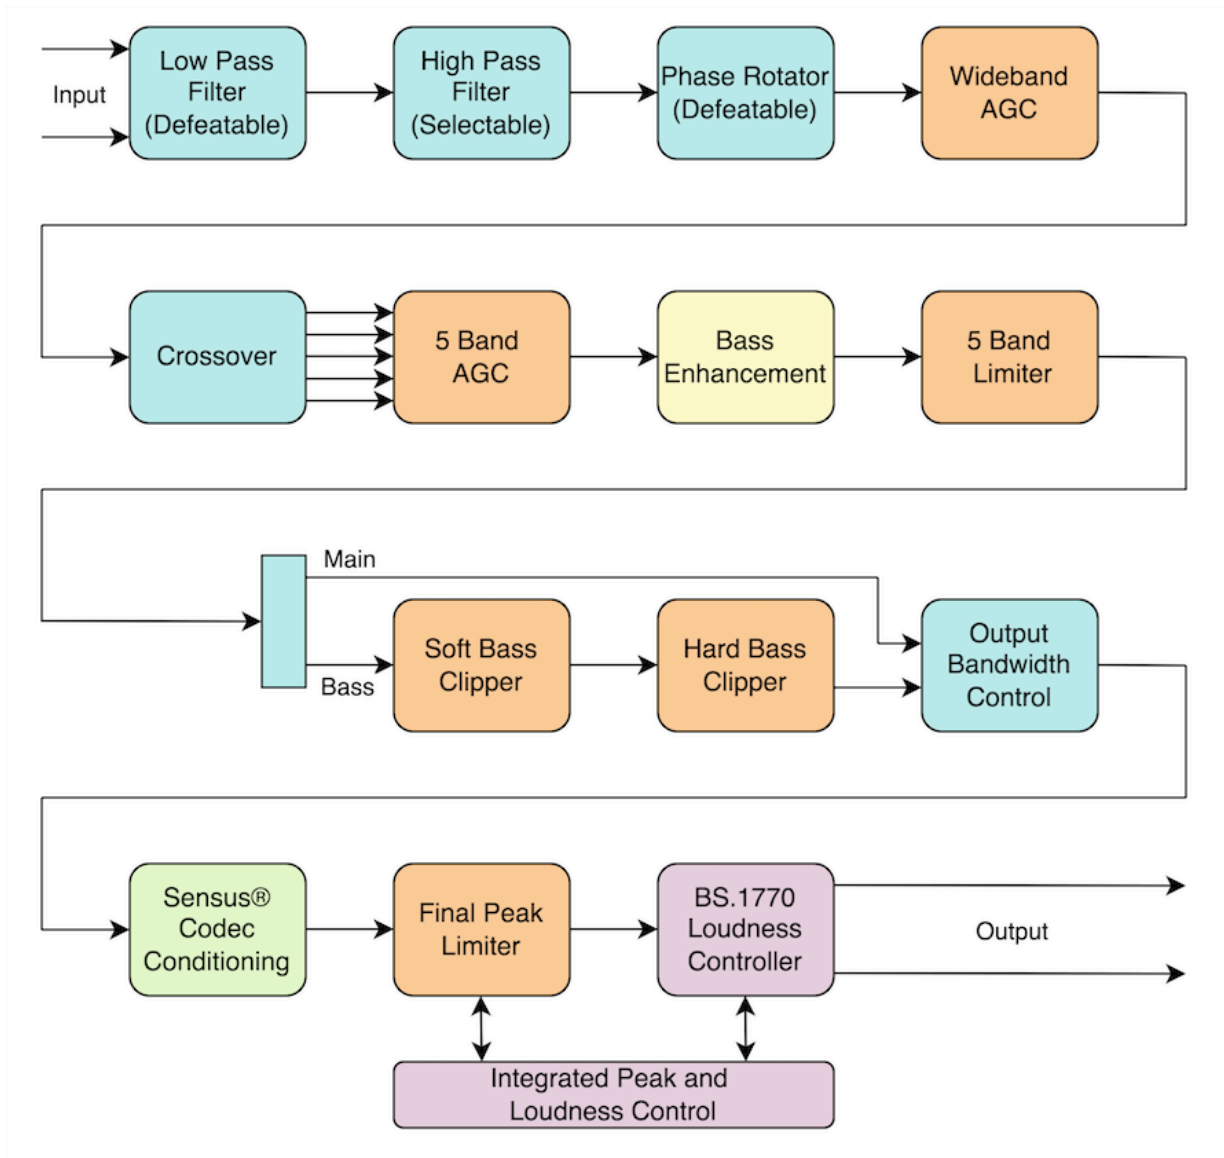 Input
Low Pass
Filter
(Defeatable)
High Pass
Filter
(Selectable)
Phase Rotator
(Defeatable)
Wideband
AGC
Crossover
5 Band
AGC
Bass
Enhancement
5 Band
Limiter
Main
Bass
Soft Bass
Clipper
Hard Bass
Clipper
Output
Bandwidth
Control
Sensus®
Codec
Conditioning
Final Peak
Limiter
BS.1770
Loudness
Controller
Output
Integrated Peak and
Loudness Control